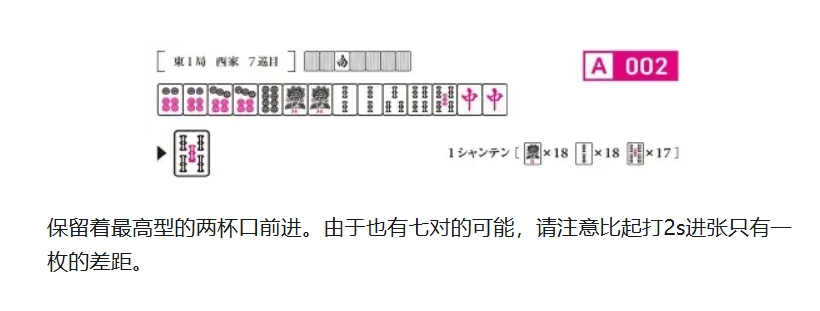 [ 東1局 西家 7巡目 ] 南
A 002
中 中
1シャンテン [ ×18 ×18 ×17 ]
保留着最高型的两杯口前进。由于也有七对的可能，请注意比起打2s进张只有一
枚的差距。